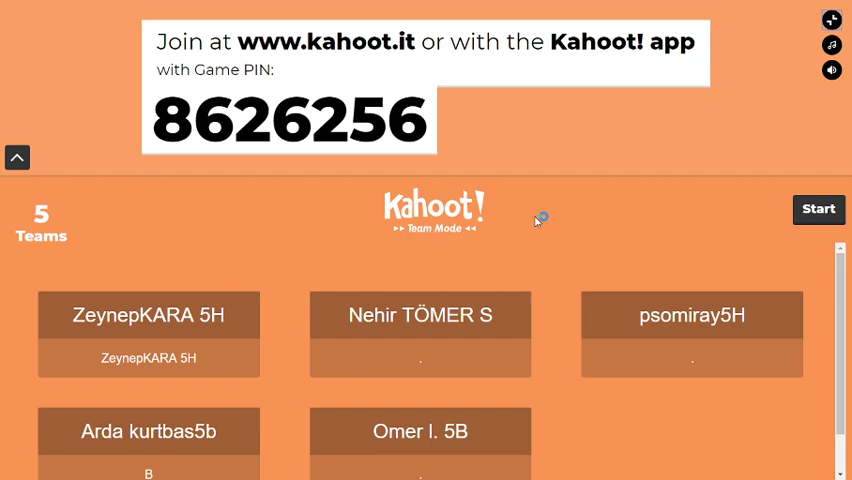 Join at www.kahoot.it or with the Kahoot! app
with Game PIN:
8626256
5
Teams
Kahoot!
Team Mode
Start
ZeynepKARA 5H
ZeynepKARA 5H
Nehir TÖMER S
.
psomiray5H
.
Arda kurtbas5b
B
Omer I. 5B
.